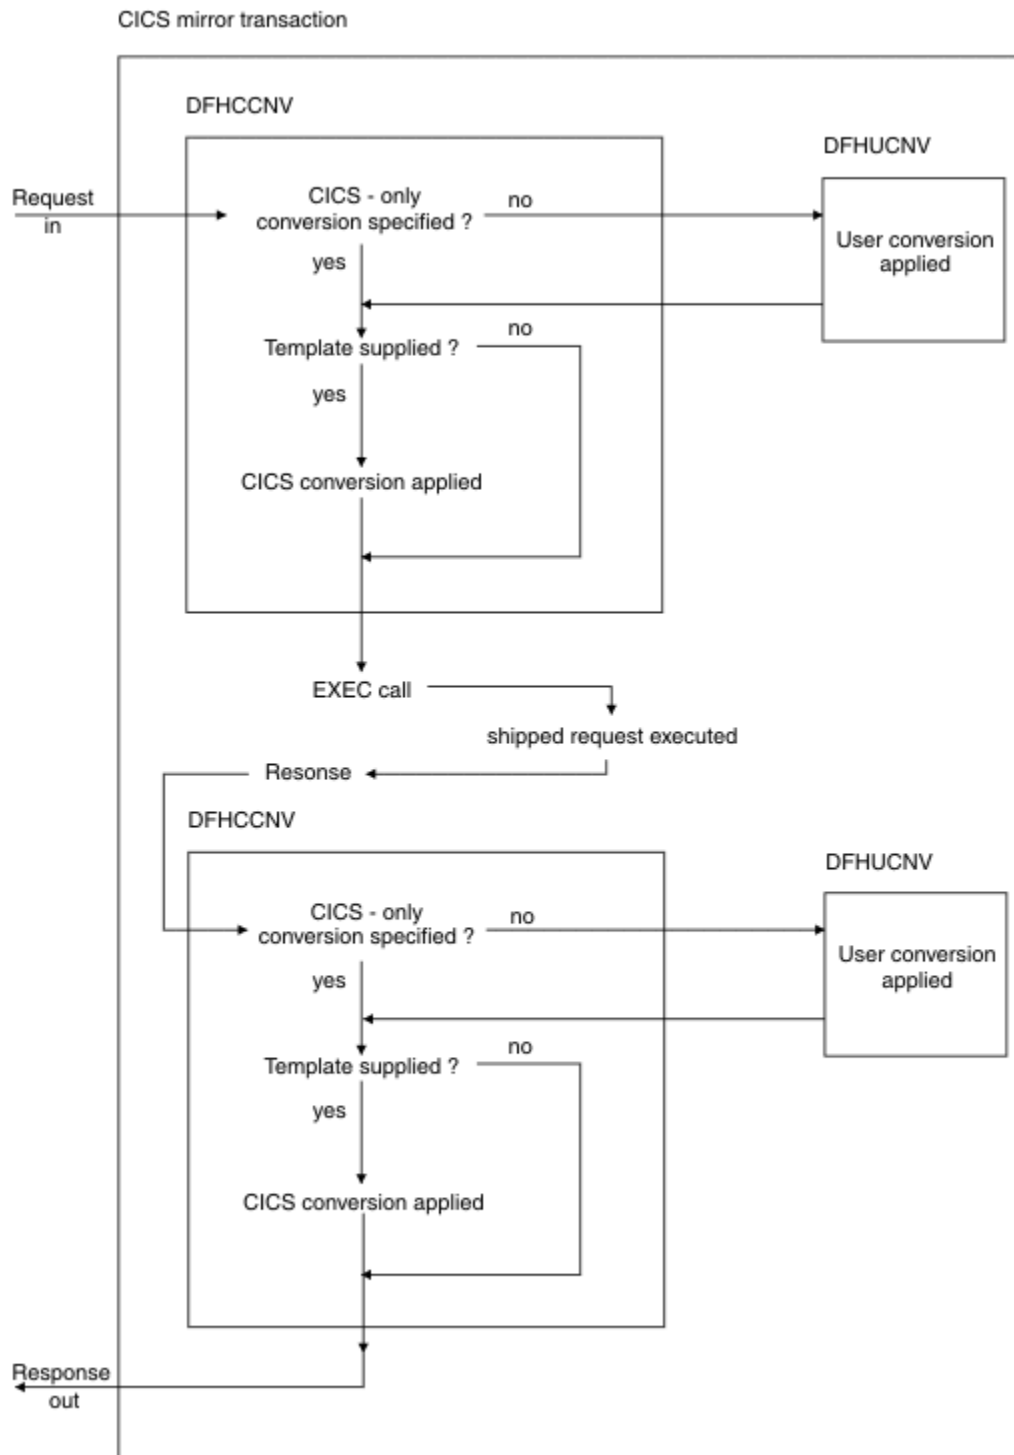 CICS mirror transaction
DFHCCNV
DFHUCNV
Request
in
CICS - only
conversion specified ?
no
User conversion
applied
yes
Template supplied ?
no
yes
CICS conversion applied
EXEC call
shipped request executed
Resonse
DFHCCNV
DFHUCNV
CICS - only
conversion specified ?
no
User conversion
applied
yes
Template supplied ?
no
yes
CICS conversion applied
Response
out